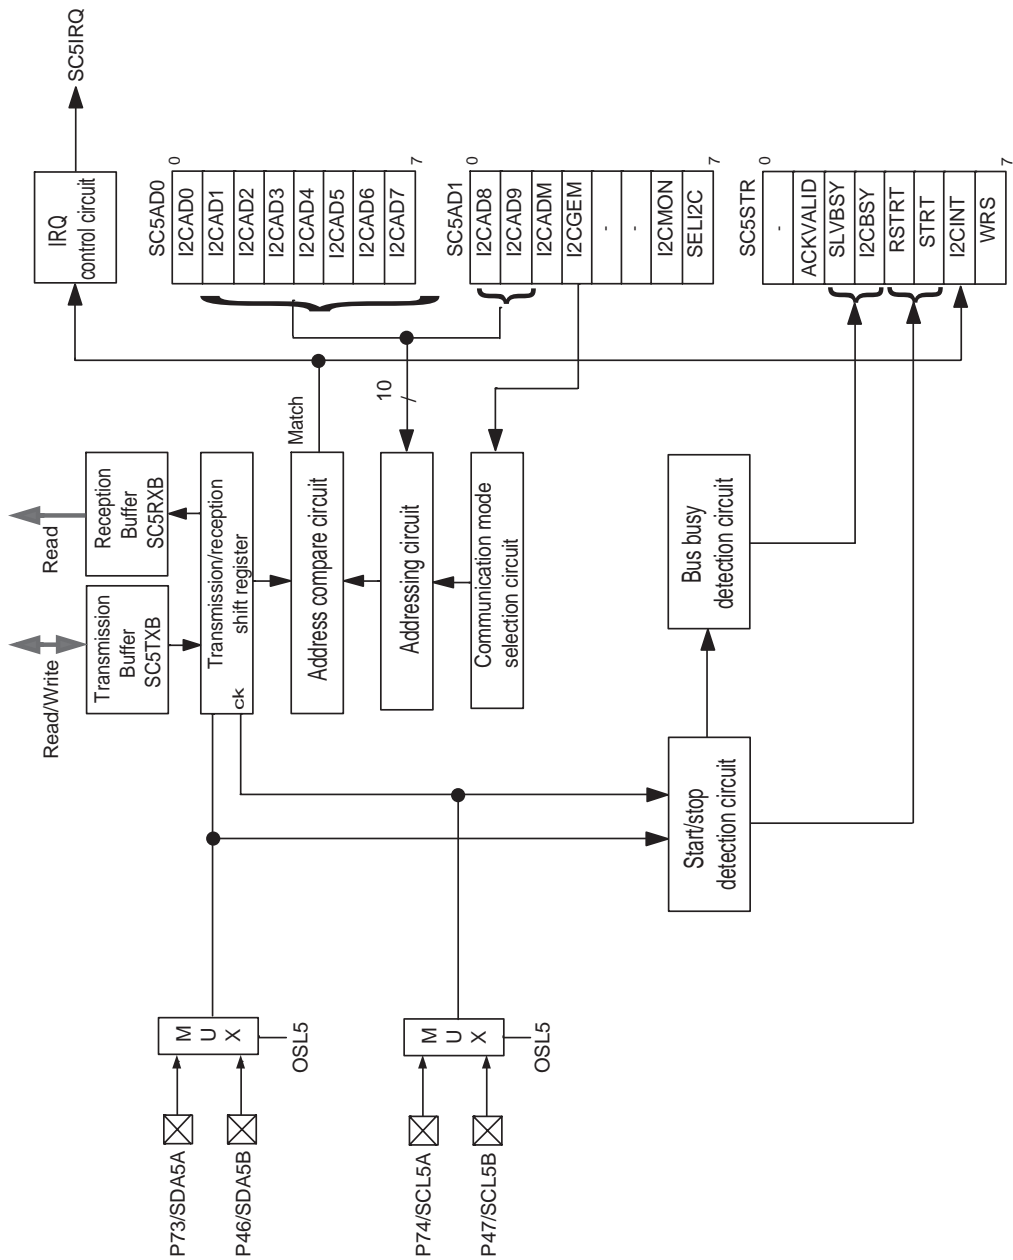 SC5IRQ
IRQ
control circuit
SC5AD0
0
I2CAD0
I2CAD1
I2CAD2
I2CAD3
I2CAD4
I2CAD5
I2CAD6
I2CAD7
7
SC5AD1
0
I2CAD8
I2CAD9
I2CADM
I2CGEM
-
-
I2CMON
SELI2C
7
SC5STR
0
-
ACKVALID
SLVBSY
I2CBSY
RSTRT
STRT
I2CINT
WRS
7
Match
10
Read
Reception
Buffer
SC5RXB
Read/Write
Transmission
Buffer
SC5TXB
Transmission/reception
shift register
ck
Address compare circuit
Addressing circuit
Communication mode
selection circuit
Bus busy
detection circuit
Start/stop
detection circuit
M
U
X
OSL5
P73/SDA5A
P46/SDA5B
M
U
X
OSL5
P74/SCL5A
P47/SCL5B